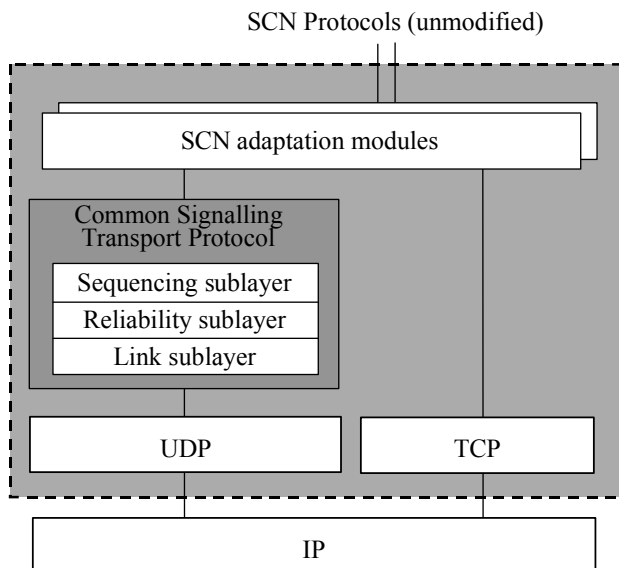 SCN Protocols (unmodified)
SCN adaptation modules
Common Signalling
Transport Protocol
Sequencing sublayer
Reliability sublayer
Link sublayer
UDP
TCP
IP